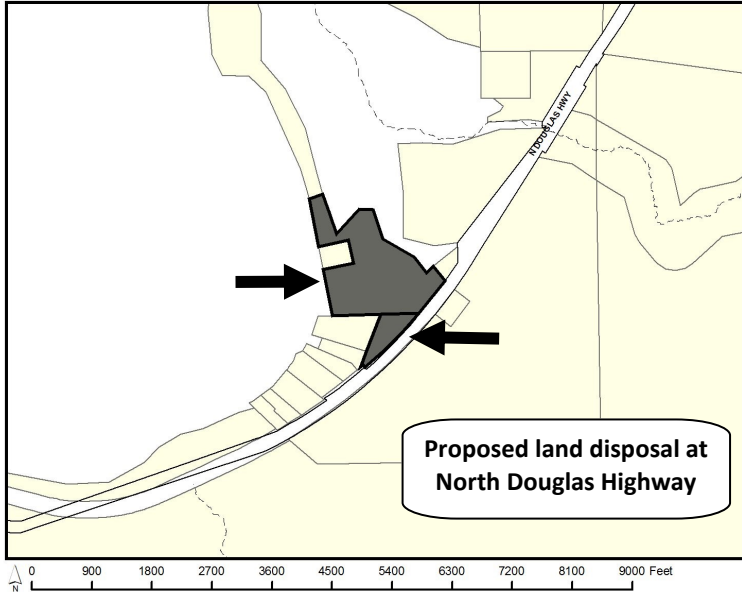 N DOUGLAS HWY
Proposed land disposal at
North Douglas Highway
N
0 900 1800 2700 3600 4500 5400 6300 7200 8100 9000 Feet